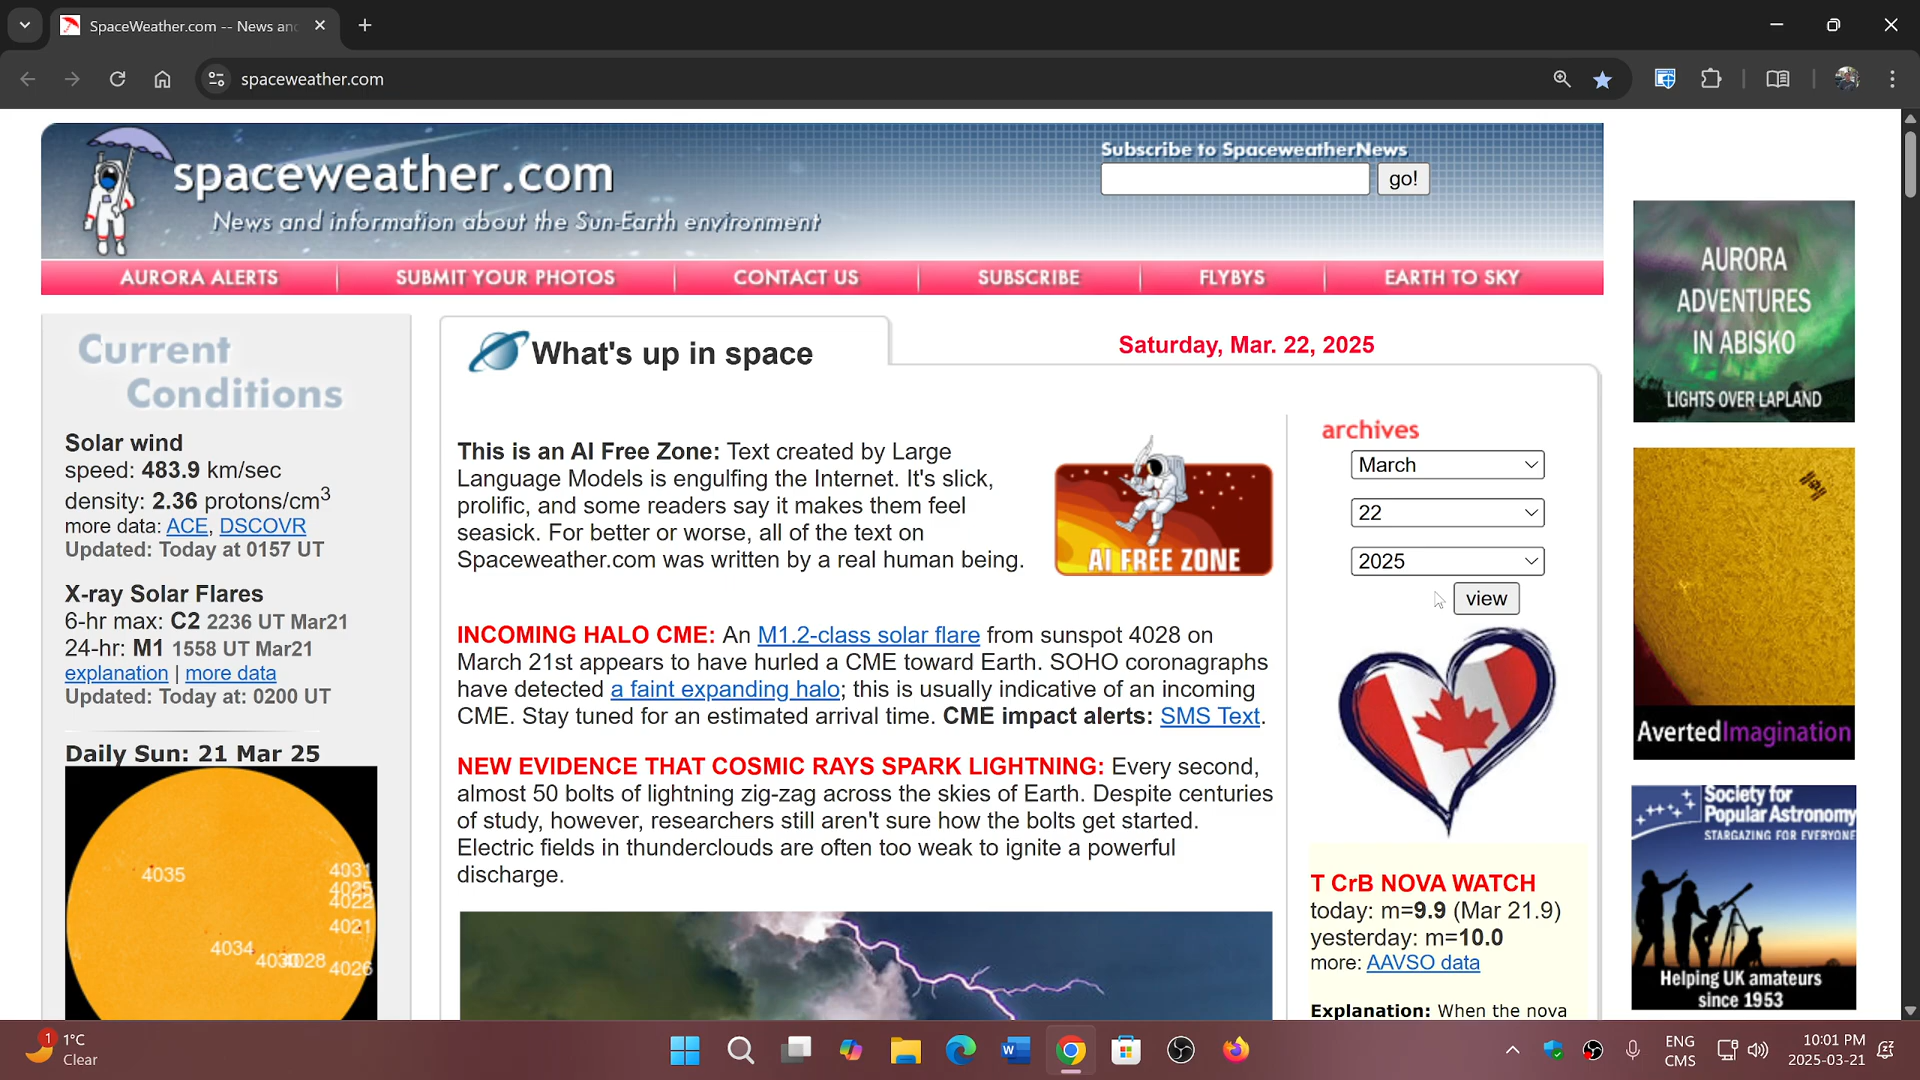 SpaceWeather.com -- News an
spaceweather.com
spaceweather.com
News and information about the Sun-Earth environment
Subscribe to SpaceweatherNews
go!
AURORA ALERTS
SUBMIT YOUR PHOTOS
CONTACT US
SUBSCRIBE
FLYBYS
EARTH TO SKY
Current
Conditions
Solar wind
speed: 483.9 km/sec
density: 2.36 protons/cm3
more data: ACE, DSCOVR
Updated: Today at 0157 UT
X-ray Solar Flares
6-hr max: C2 2236 UT Mar21
24-hr: M1 1558 UT Mar21
explanation | more data
Updated: Today at: 0200 UT
Daily Sun: 21 Mar 25
4035
4031
4025
4022
4021
4034
4028
4026
What's up in space
Saturday, Mar. 22, 2025
This is an AI Free Zone: Text created by Large
Language Models is engulfing the Internet. It's slick,
prolific, and some readers say it makes them feel
seasick. For better or worse, all of the text on
Spaceweather.com was written by a real human being.
AI FREE ZONE
INCOMING HALO CME: An M1.2-class solar flare from sunspot 4028 on
March 21st appears to have hurled a CME toward Earth. SOHO coronagraphs
have detected a faint expanding halo; this is usually indicative of an incoming
CME. Stay tuned for an estimated arrival time. CME impact alerts: SMS Text.
NEW EVIDENCE THAT COSMIC RAYS SPARK LIGHTNING: Every second,
almost 50 bolts of lightning zig-zag across the skies of Earth. Despite centuries
of study, however, researchers still aren't sure how the bolts get started.
Electric fields in thunderclouds are often too weak to ignite a powerful
discharge.
archives
March
22
2025
view
T CrB NOVA WATCH
today: m=9.9 (Mar 21.9)
yesterday: m=10.0
more: AAVSO data
Explanation: When the nova
AURORA
ADVENTURES
IN ABISKO
LIGHTS OVER LAPLAND
AvertedImagination
Society for
Popular Astronomy
STARGAZING FOR EVERYONE
Helping UK amateurs
since 1953
1
1°C
Clear
W
ENG
CMS
10:01 PM
2025-03-21